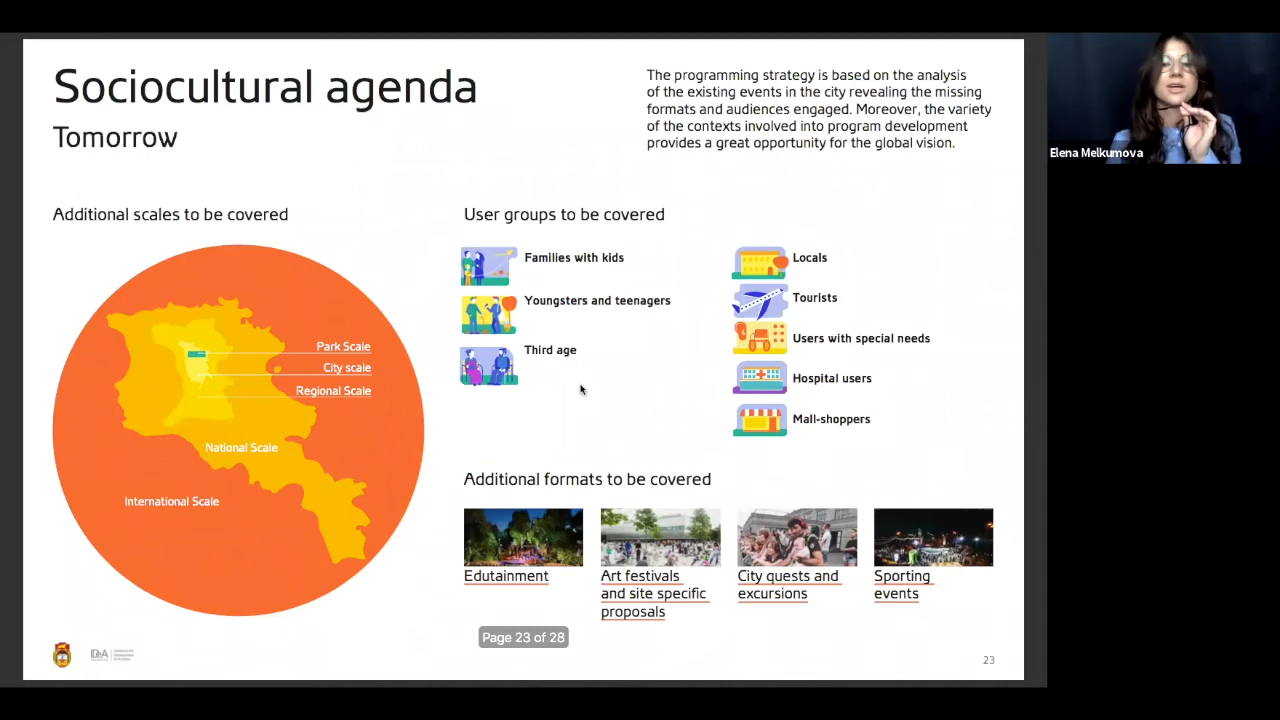 Sociocultural agenda
Tomorrow
The programming strategy is based on the analysis
of the existing events in the city revealing the missing
formats and audiences engaged. Moreover, the variety
of the contexts involved into program development
provides a great opportunity for the global vision.
Elena Melkumova
Additional scales to be covered
Park Scale
City scale
Regional Scale
National Scale
International Scale
User groups to be covered
Families with kids
Youngsters and teenagers
Third age
Locals
Tourists
Users with special needs
Hospital users
Mall-shoppers
Additional formats to be covered
Edutainment
Art festivals
and site specific
proposals
City quests and
excursions
Sporting
events
Page 23 of 28
23